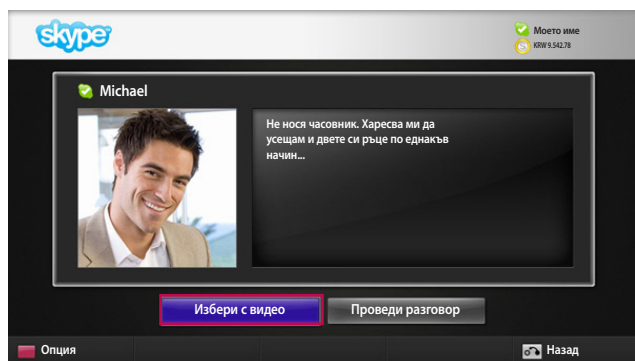 skype
Моето име
KRW 9.542.78
Michael
Не нося часовник. Харесва ми да
усещам и двете си ръце по еднакъв
начин...
Избери с видео
Проведи разговор
Опция
Назад